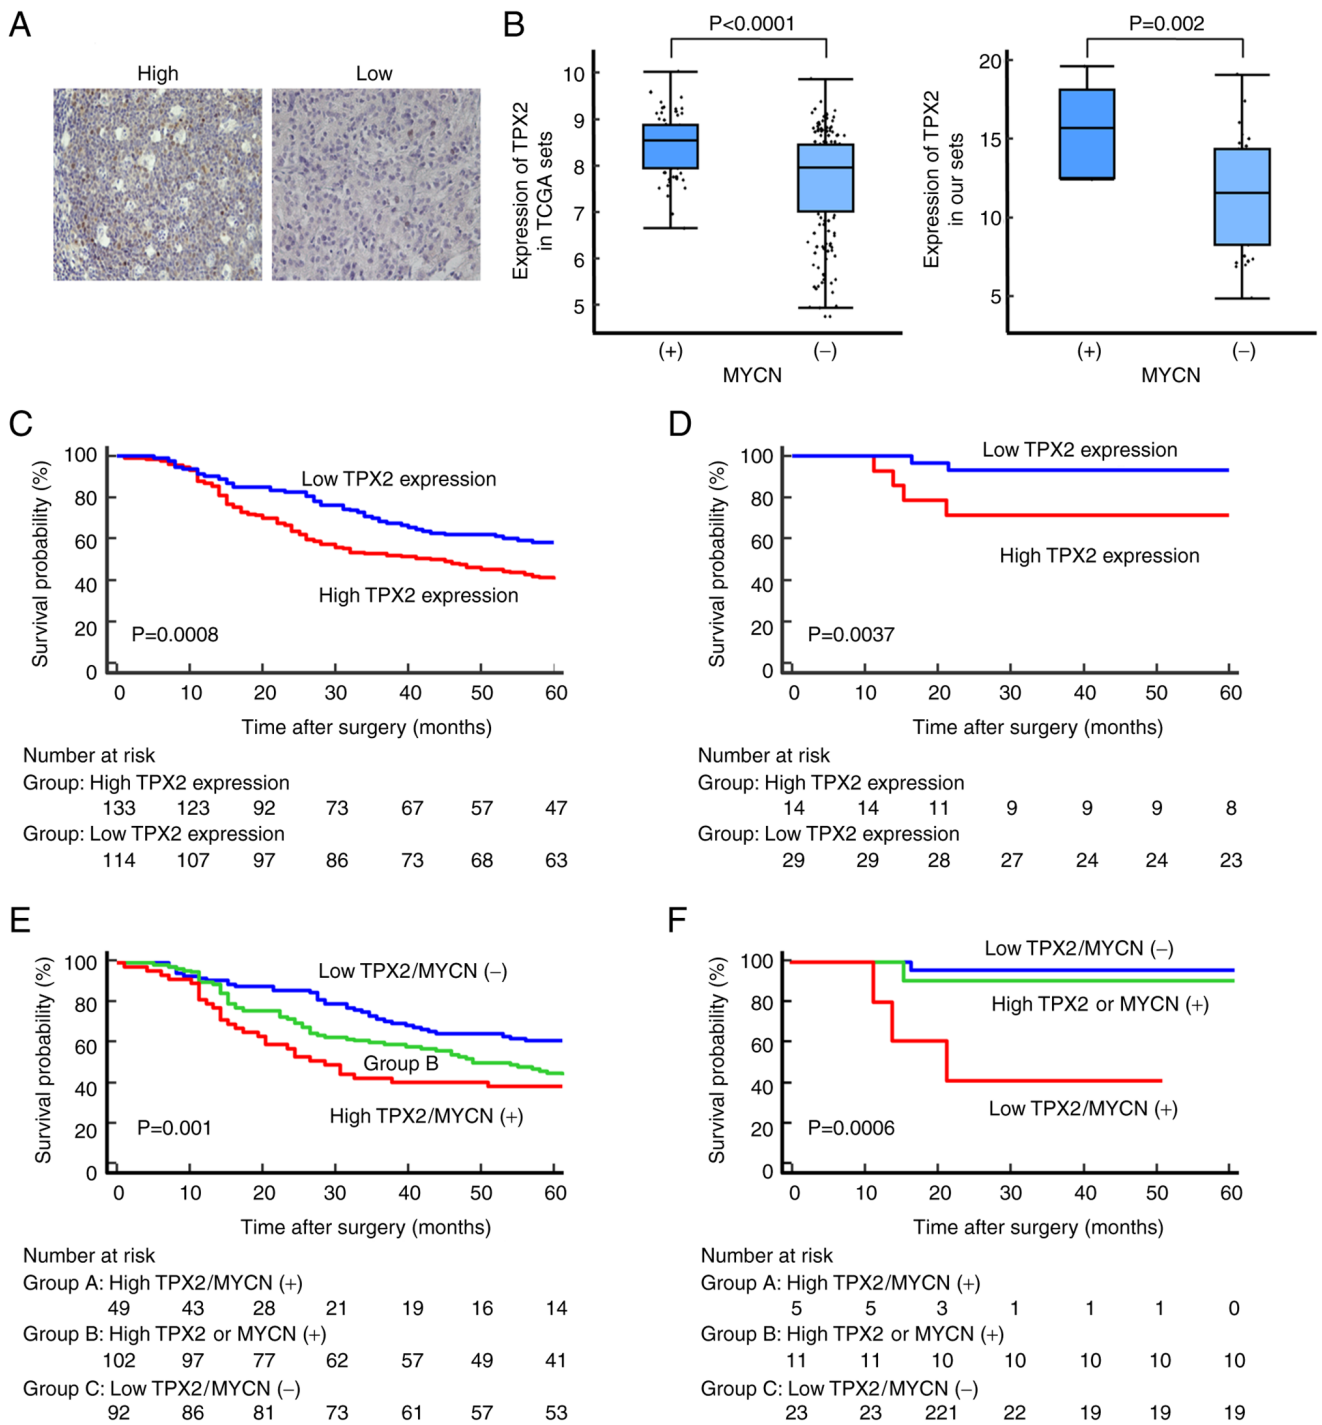 A
High
Low
B
P<0.0001
Expression of TPX2
in TCGA sets
10
9
8
7
6
5
(+)
(−)
MYCN
P=0.002
Expression of TPX2
in our sets
20
15
10
5
(+)
(−)
MYCN
C
Survival probability (%)
100
80
60
40
20
0
Low TPX2 expression
High TPX2 expression
P=0.0008
0 10 20 30 40 50 60
Time after surgery (months)
Number at risk
Group: High TPX2 expression
133 123 92 73 67 57 47
Group: Low TPX2 expression
114 107 97 86 73 68 63
D
Survival probability (%)
100
80
60
40
20
0
Low TPX2 expression
High TPX2 expression
P=0.0037
0 10 20 30 40 50 60
Time after surgery (months)
Number at risk
Group: High TPX2 expression
14 14 11 9 9 9 8
Group: Low TPX2 expression
29 29 28 27 24 24 23
E
Survival probability (%)
100
80
60
40
20
0
Low TPX2/MYCN (−)
Group B
High TPX2/MYCN (+)
P=0.001
0 10 20 30 40 50 60
Time after surgery (months)
Number at risk
Group A: High TPX2/MYCN (+)
49 43 28 21 19 16 14
Group B: High TPX2 or MYCN (+)
102 97 77 62 57 49 41
Group C: Low TPX2/MYCN (−)
92 86 81 73 61 57 53
F
Survival probability (%)
100
80
60
40
20
0
Low TPX2/MYCN (−)
High TPX2 or MYCN (+)
Low TPX2/MYCN (+)
P=0.0006
0 10 20 30 40 50 60
Time after surgery (months)
Number at risk
Group A: High TPX2/MYCN (+)
5 5 3 1 1 1 0
Group B: High TPX2 or MYCN (+)
11 11 10 10 10 10 10
Group C: Low TPX2/MYCN (−)
23 23 221 22 19 19 19